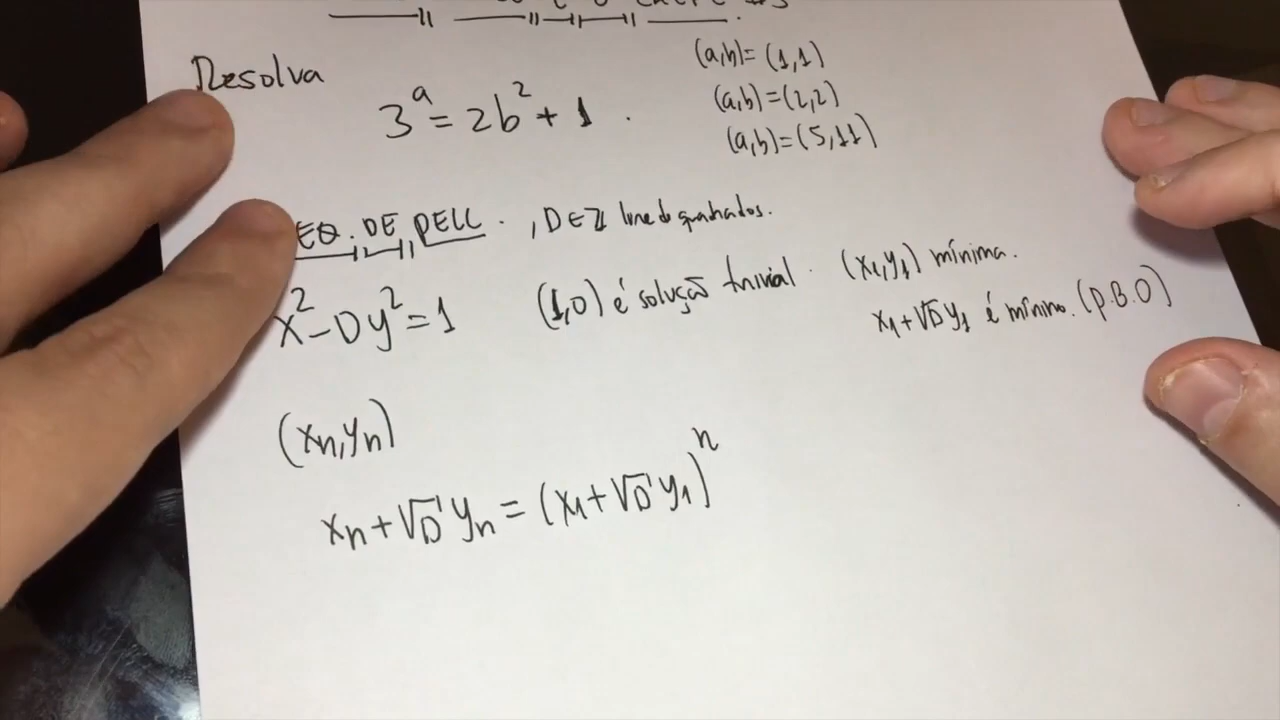 Resolva
3^a = 2b^2 + 1 .
(a,b) = (1,1)
(a,b) = (2,2)
(a,b) = (5,11)
EQ. DE PELL. , D ∈ ℤ livre de quadrados.
x^2 - Dy^2 = 1
(1,0) é solução trivial.
(x1,y1) mínima.
x1 + √D y1 é mínimo. (P.B.O)
(xn,yn)
xn + √D yn = (x1 + √D y1)^n